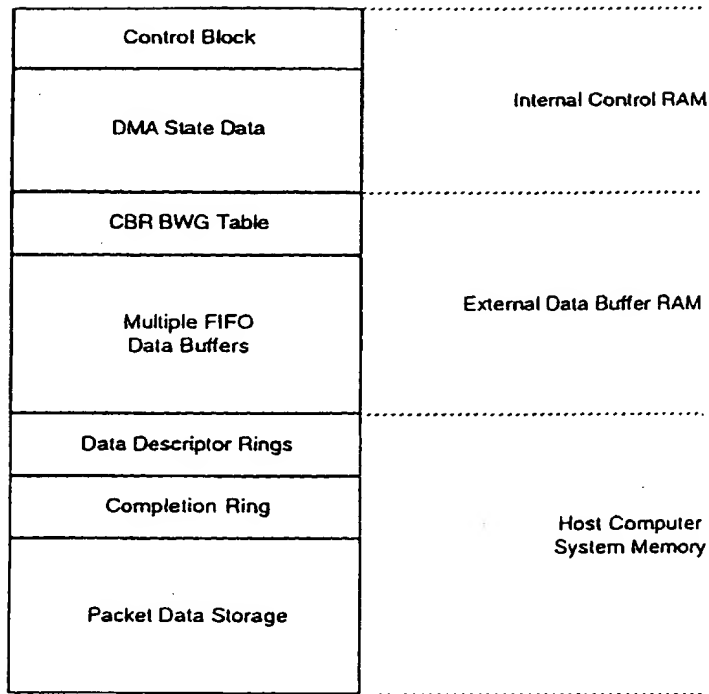 Control Block
Internal Control RAM
DMA State Data
CBR BWG Table
External Data Buffer RAM
Multiple FIFO
Data Buffers
Data Descriptor Rings
Completion Ring
Host Computer
System Memory
Packet Data Storage